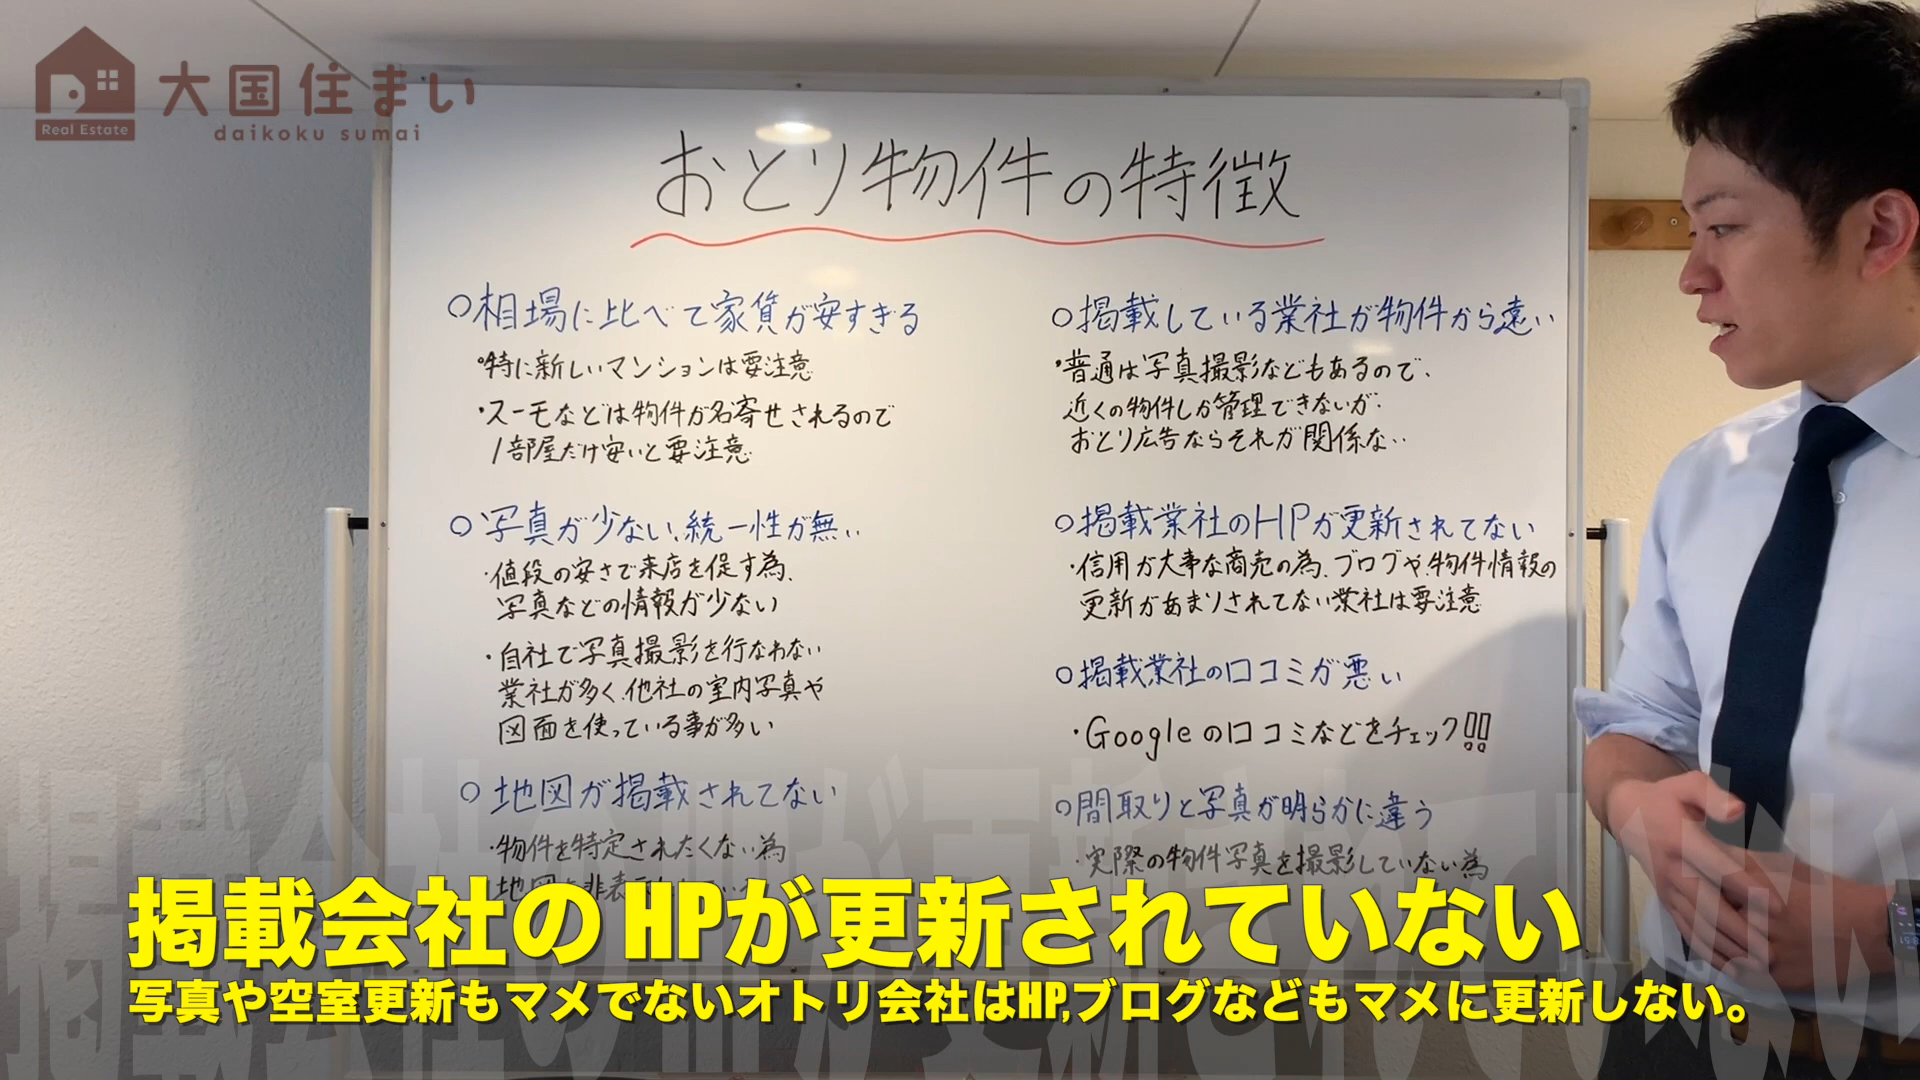 大国住まい
Real Estate
daikoku sumai
おとり物件の特徴
○相場に比べて家賃が安すぎる
・特に新しいマンションは要注意
・スーモなどは物件が名寄せされるので
1部屋だけ安いと要注意
○写真が少ない、統一性が無い
・値段の安さで来店を促す為、
写真などの情報が少ない
・自社で写真撮影を行なわない
業社が多く、他社の室内写真や
図面を使っている事が多い
○地図が掲載されてない
・物件を特定されたくない為
○掲載している業社が物件から遠い
・普通は写真撮影などもあるので、
近くの物件しか管理できないが、
おとり広告ならそれが関係ない
○掲載業社のHPが更新されてない
・信用が大事な商売の為、ブログや、物件情報の
更新があまりされてない業社は要注意
○掲載業社の口コミが悪い
・Googleの口コミなどをチェック!!
○間取りと写真が明らかに違う
・実際の物件写真を撮影していない為
掲載会社のHPが更新されていない
写真や空室更新もマメでないオトリ会社はHP,ブログなどもマメに更新しない。